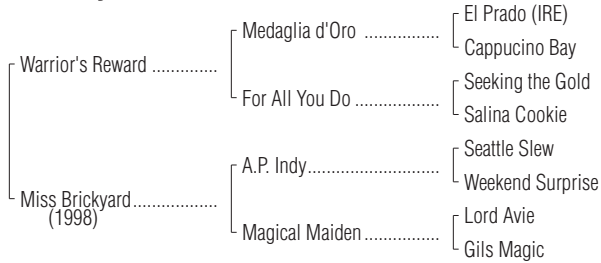 El Prado (IRE)
Medaglia d'Oro ................
Cappucino Bay
Warrior's Reward ..............
Seeking the Gold
For All You Do ..................
Salina Cookie
Seattle Slew
A.P. Indy............................
Weekend Surprise
Miss Brickyard..................
(1998)
Lord Avie
Magical Maiden................
Gils Magic